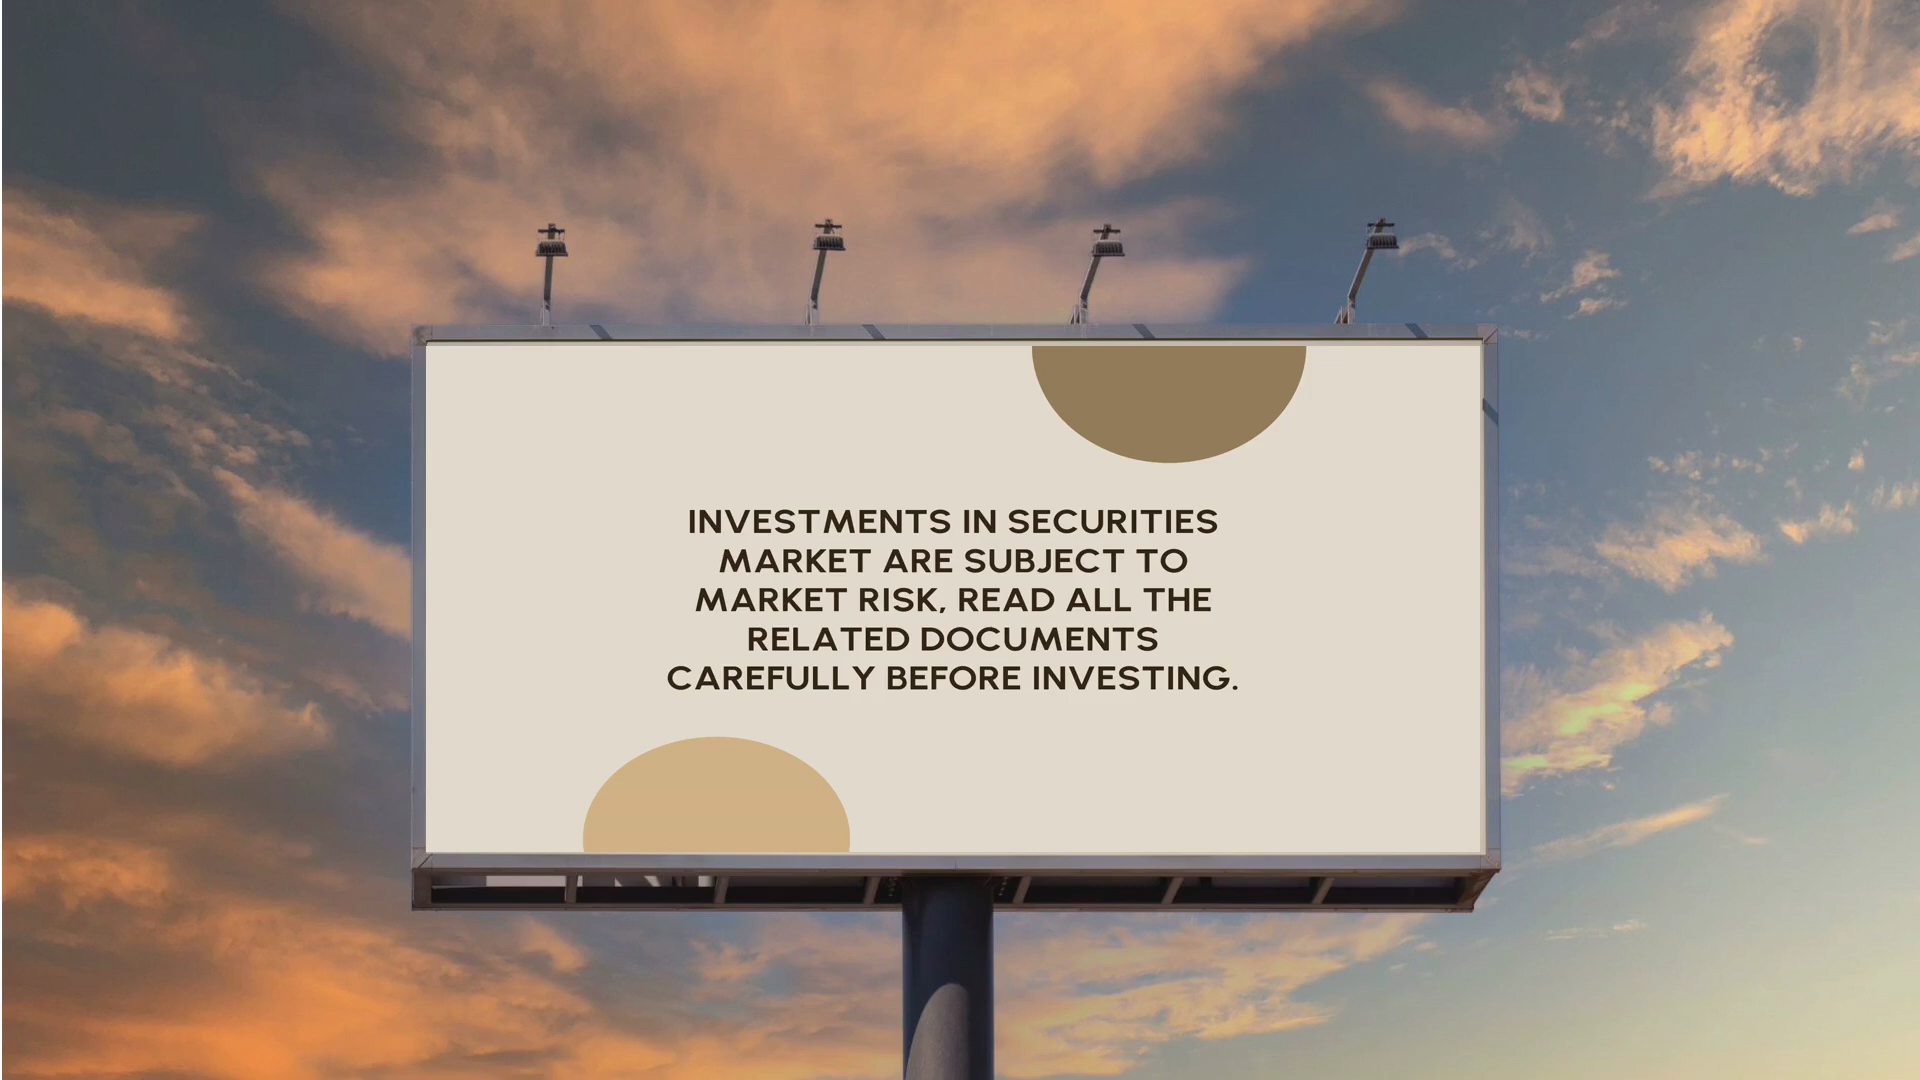 INVESTMENTS IN SECURITIES
MARKET ARE SUBJECT TO
MARKET RISK, READ ALL THE
RELATED DOCUMENTS
CAREFULLY BEFORE INVESTING.